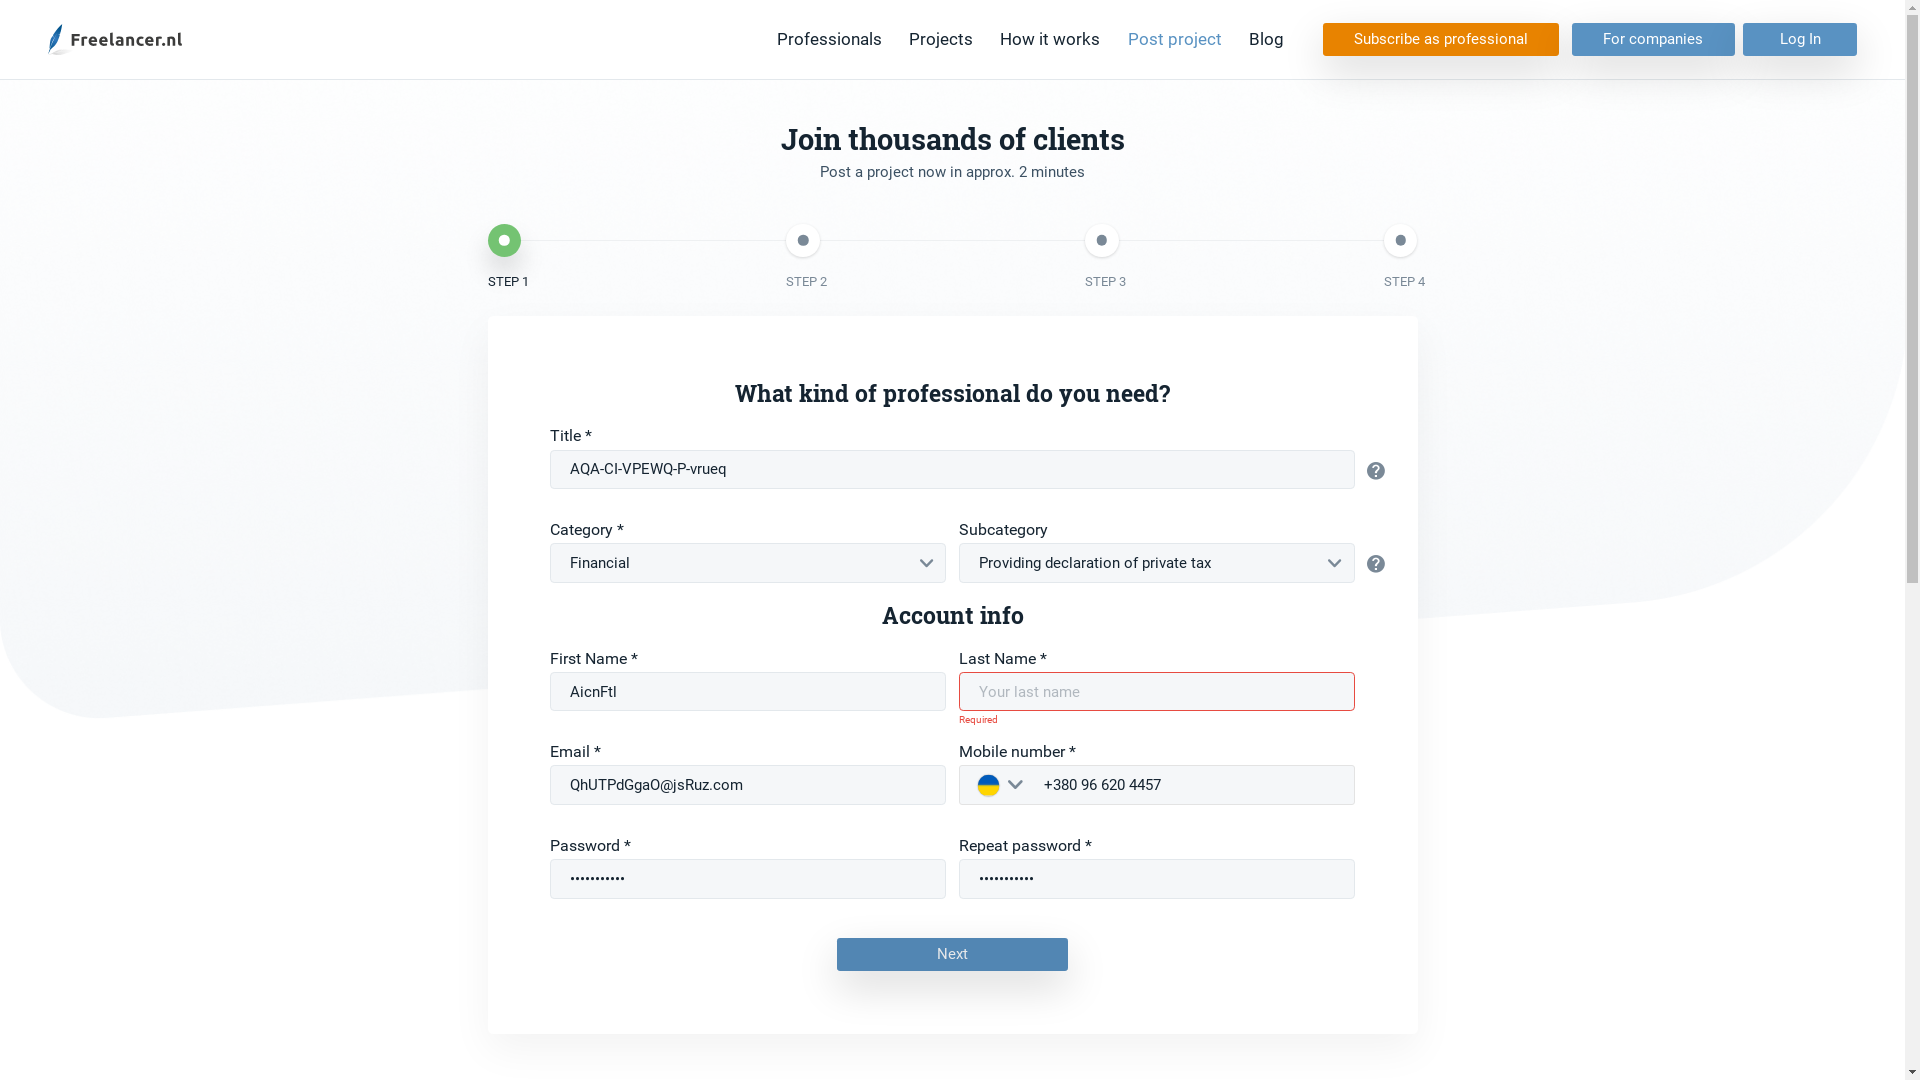 Freelancer.nl
Professionals Projects How it works Post project Blog Subscribe as professional For companies Log In
Join thousands of clients
Post a project now in approx. 2 minutes
STEP 1 STEP 2 STEP 3 STEP 4
What kind of professional do you need?
Title *
AQA-CI-VPEWQ-P-vrueq
Category * Subcategory
Financial Providing declaration of private tax
Account info
First Name * Last Name *
AicnFtl Your last name
Required
Email * Mobile number *
QhUTPdGgaO@jsRuz.com +380 96 620 4457
Password * Repeat password *
••••••••••• •••••••••••
Next